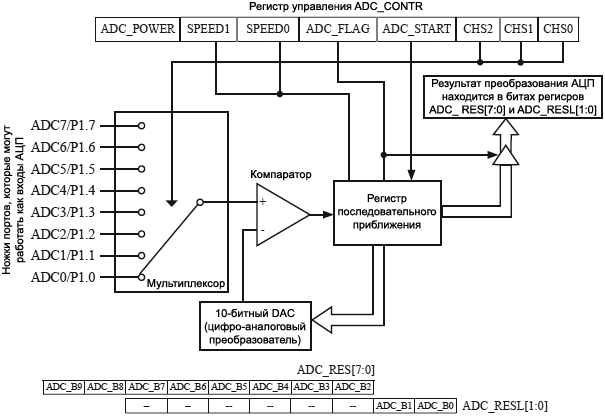 Регистр управления ADC_CONTR
ADC_POWER SPEED1 SPEED0 ADC_FLAG ADC_START CHS2 CHS1 CHS0
Результат преобразования АЦП
находится в битах регисров
ADC_ RES[7:0] и ADC_RESL[1:0]
Ножки портов, которые могут
работать как входы АЦП
ADC7/P1.7
ADC6/P1.6
ADC5/P1.5
ADC4/P1.4
ADC3/P1.3
ADC2/P1.2
ADC1/P1.1
ADC0/P1.0
Мультиплексор
Компаратор
+
-
Регистр
последовательного
приближения
10-битный DAC
(цифро-аналоговый
преобразователь)
ADC_RES[7:0]
ADC_B9 ADC_B8 ADC_B7 ADC_B6 ADC_B5 ADC_B4 ADC_B3 ADC_B2
-- -- -- -- -- -- ADC_B1 ADC_B0 ADC_RESL[1:0]